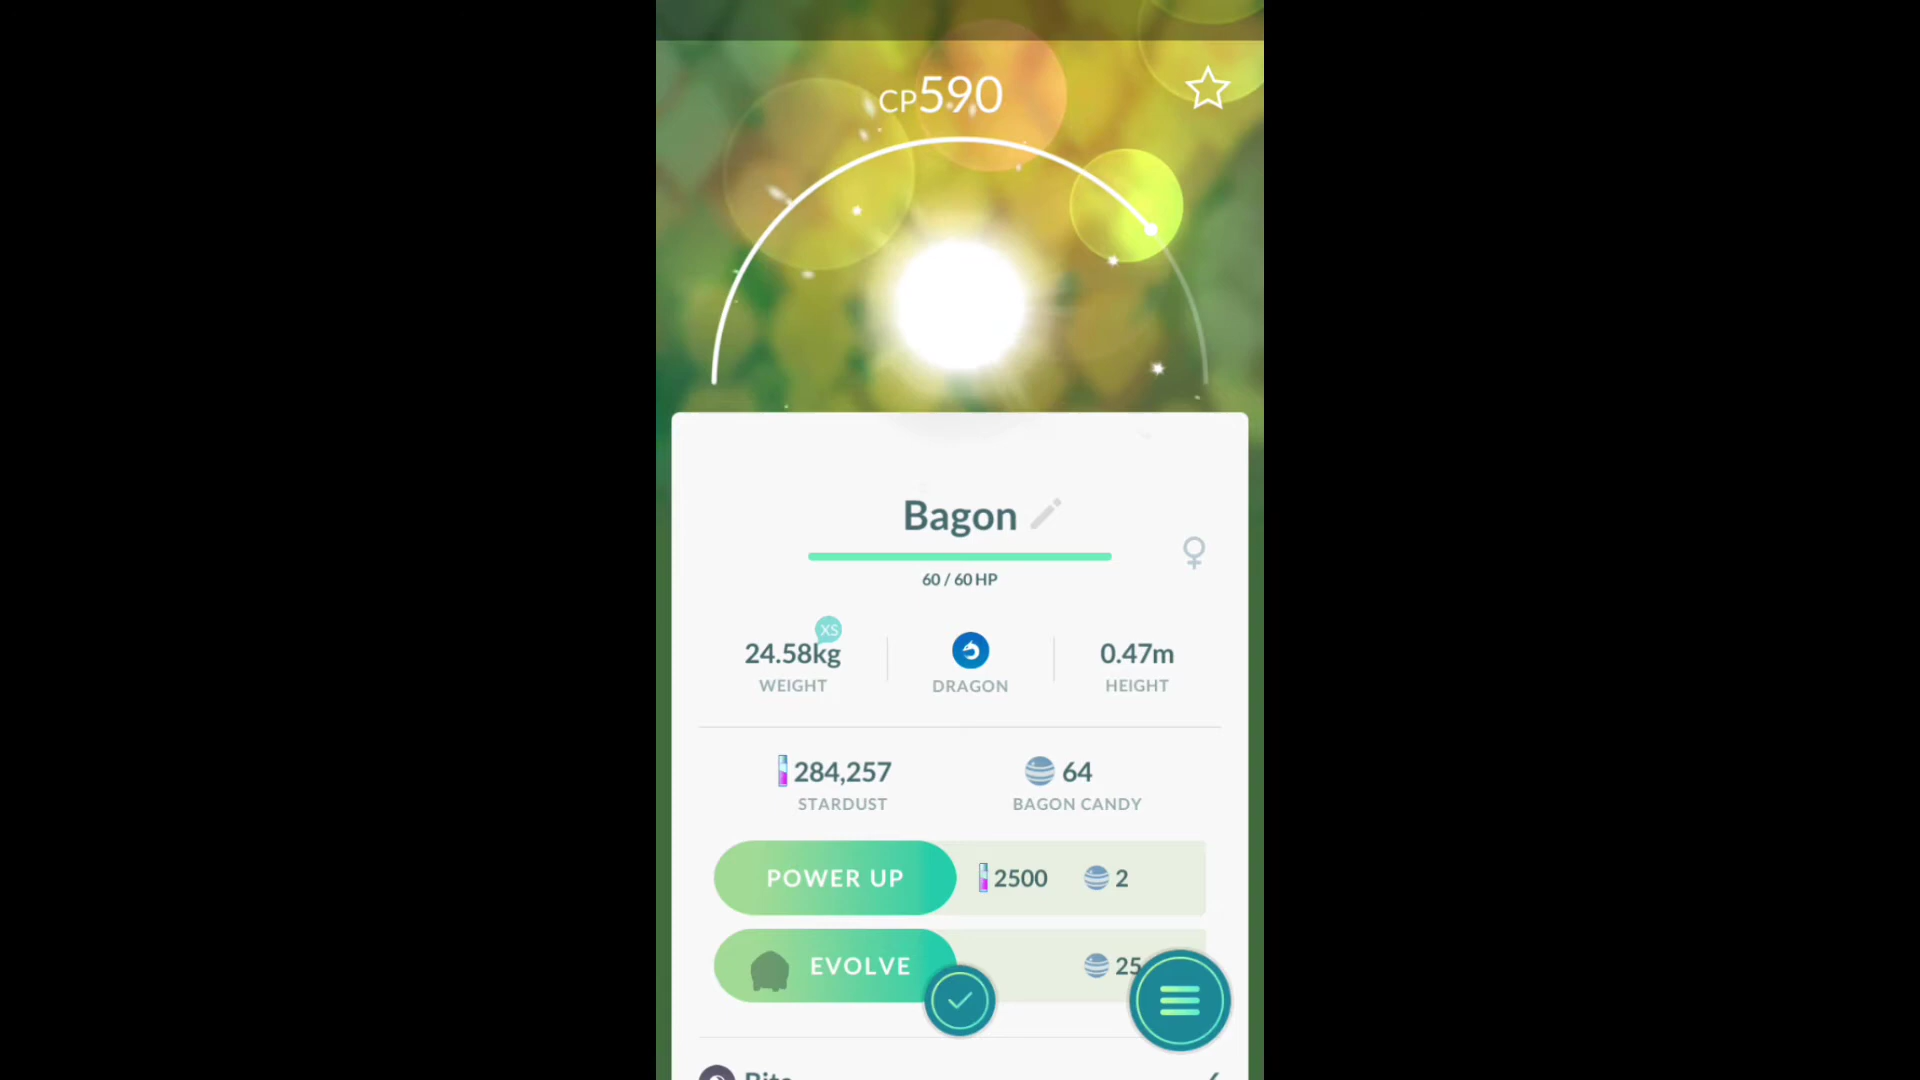 CP590
Bagon
60 / 60 HP
XS
24.58kg
WEIGHT
DRAGON
0.47m
HEIGHT
284,257
STARDUST
64
BAGON CANDY
POWER UP 2500 2
EVOLVE 25